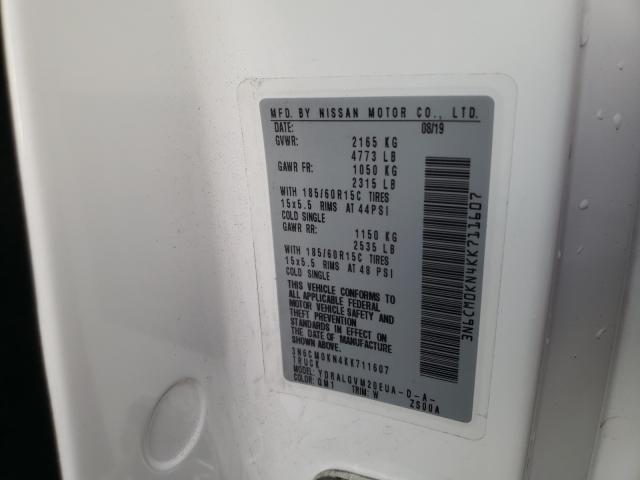 MFD. BY NISSAN MOTOR CO., LTD.
DATE: 08/19
GVWR: 2165 KG
4773 LB
GAWR FR: 1050 KG
2315 LB
WITH 185/60R15C TIRES
15x5.5 RIMS AT 44PSI
COLD SINGLE
GAWR RR: 1150 KG
2535 LB
WITH 185/60R15C TIRES
15x5.5 RIMS AT 48 PSI
COLD SINGLE
THIS VEHICLE CONFORMS TO
ALL APPLICABLE FEDERAL
MOTOR VEHICLE SAFETY AND
THEFT PREVENTION
STANDARDS IN EFFECT ON
THE DATE OF MANUFACTURE
SHOWN ABOVE.
3N6CM0KN4KK711607
TRUCK
MODEL: YDRALQVM20EUA-D-A-
COLOR: QM1 TRIM: W ZS00A
3N6CM0KN4KK711607